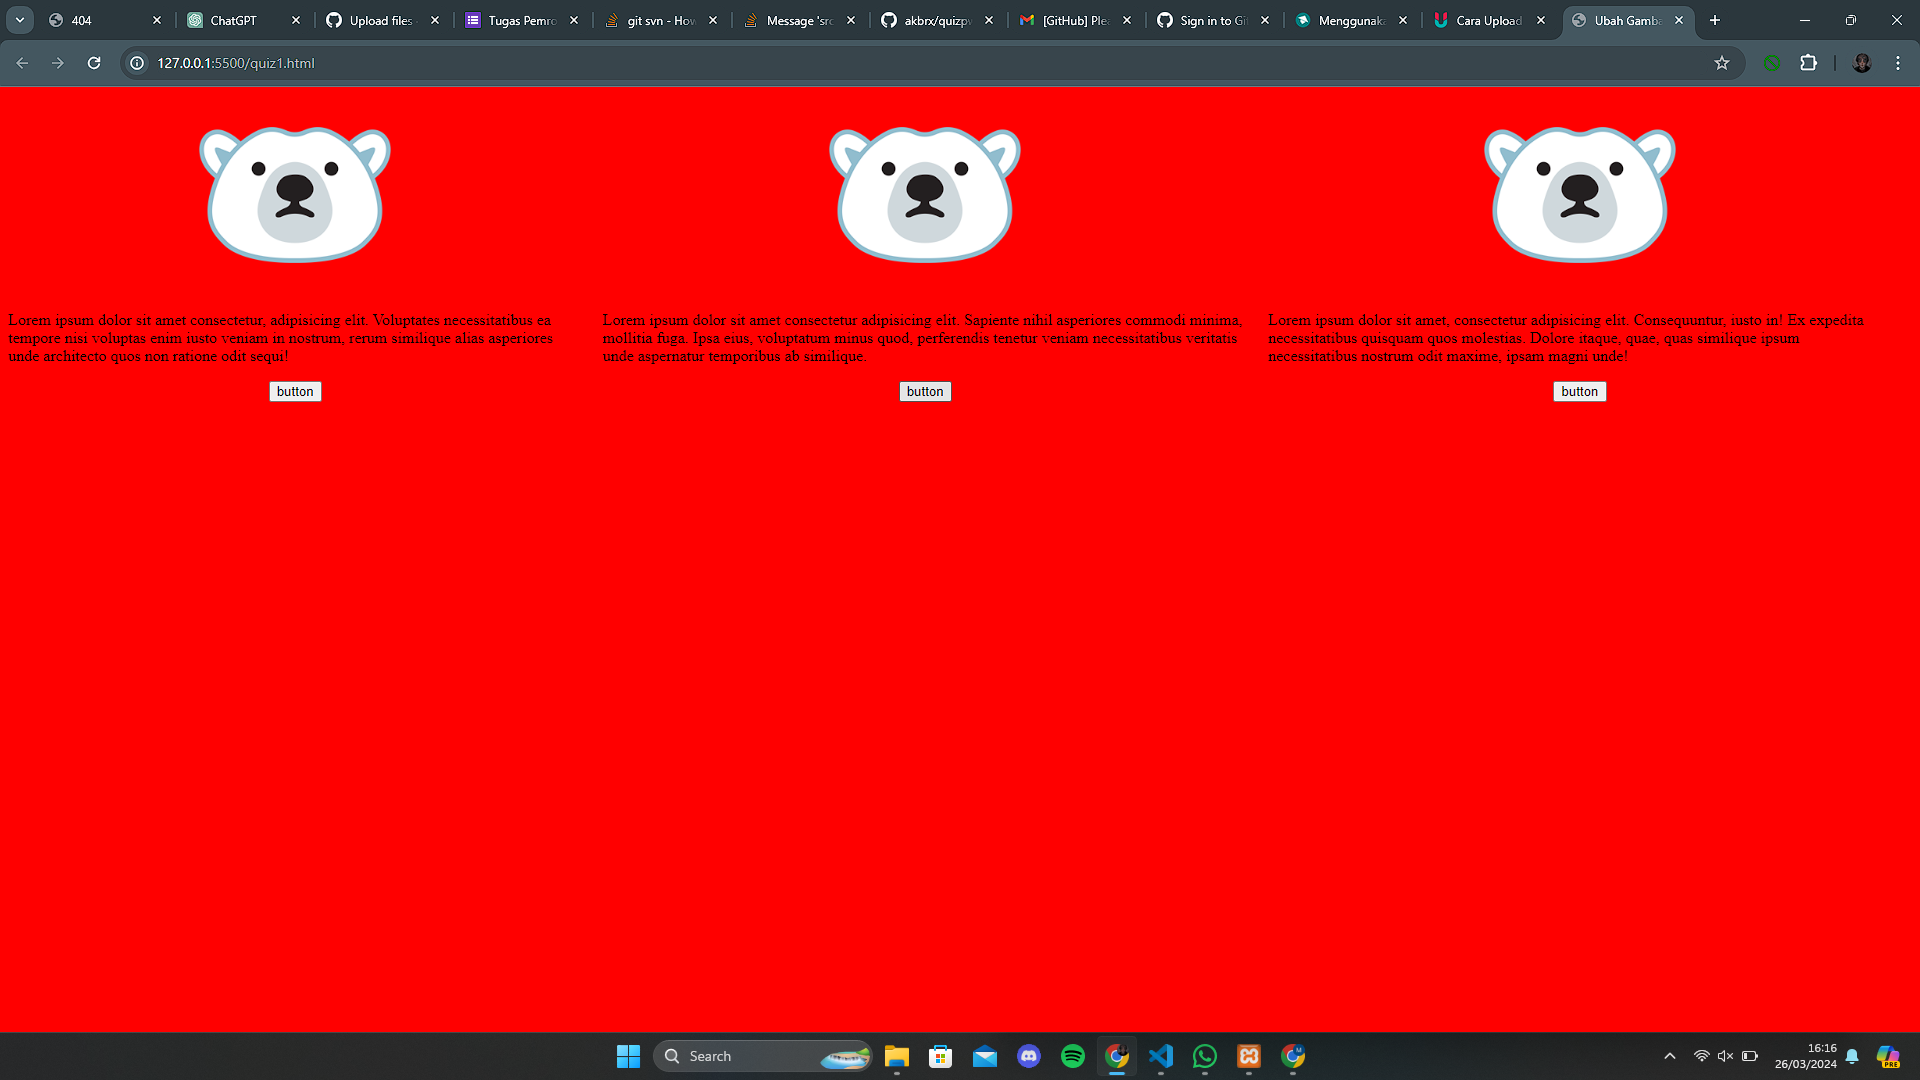 404
ChatGPT
Upload files
Tugas Pemro
git svn - How
Message 'src
akbrx/quizpw
[GitHub] Plea
Sign in to Git
Menggunaka
Cara Upload
Ubah Gamba
127.0.0.1:5500/quiz1.html
Lorem ipsum dolor sit amet consectetur, adipisicing elit. Voluptates necessitatibus ea
tempore nisi voluptas enim iusto veniam in nostrum, rerum similique alias asperiores
unde architecto quos non ratione odit sequi!
button
Lorem ipsum dolor sit amet consectetur adipisicing elit. Sapiente nihil asperiores commodi minima,
mollitia fuga. Ipsa eius, voluptatum minus quod, perferendis tenetur veniam necessitatibus veritatis
unde aspernatur temporibus ab similique.
button
Lorem ipsum dolor sit amet, consectetur adipisicing elit. Consequuntur, iusto in! Ex expedita
necessitatibus quisquam quos molestias. Dolore itaque, quae, quas similique ipsum
necessitatibus nostrum odit maxime, ipsam magni unde!
button
Search
16:16
26/03/2024
PRE